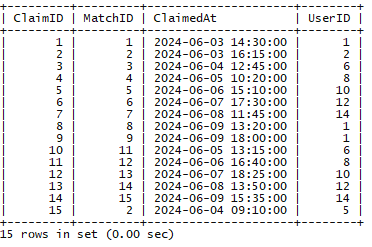 +---------+---------+---------------------+--------+
| ClaimID | MatchID | ClaimedAt           | UserID |
+---------+---------+---------------------+--------+
|       1 |       1 | 2024-06-03 14:30:00 |      1 |
|       2 |       2 | 2024-06-03 16:15:00 |      2 |
|       3 |       3 | 2024-06-04 12:45:00 |      6 |
|       4 |       4 | 2024-06-05 10:20:00 |      8 |
|       5 |       5 | 2024-06-06 15:10:00 |     10 |
|       6 |       6 | 2024-06-07 17:30:00 |     12 |
|       7 |       7 | 2024-06-08 11:45:00 |     14 |
|       8 |       8 | 2024-06-09 13:20:00 |      1 |
|       9 |       9 | 2024-06-09 18:00:00 |      1 |
|      10 |      11 | 2024-06-05 13:15:00 |      6 |
|      11 |      12 | 2024-06-06 16:40:00 |      8 |
|      12 |      13 | 2024-06-07 18:25:00 |     10 |
|      13 |      14 | 2024-06-08 13:50:00 |     12 |
|      14 |      15 | 2024-06-09 15:35:00 |     14 |
|      15 |       2 | 2024-06-04 09:10:00 |      5 |
+---------+---------+---------------------+--------+
15 rows in set (0.00 sec)